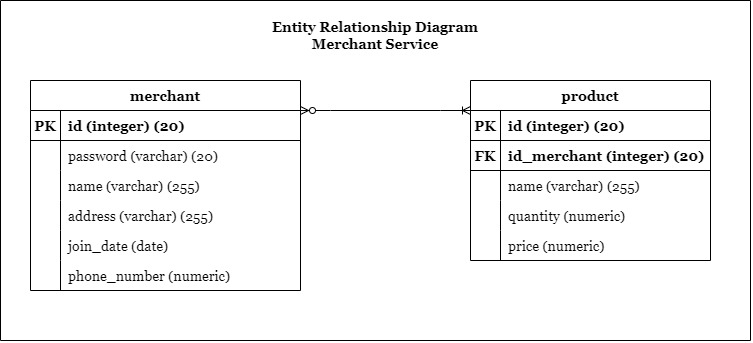 Entity Relationship Diagram
Merchant Service
merchant
PK id (integer) (20)
password (varchar) (20)
name (varchar) (255)
address (varchar) (255)
join_date (date)
phone_number (numeric)
product
PK id (integer) (20)
FK id_merchant (integer) (20)
name (varchar) (255)
quantity (numeric)
price (numeric)